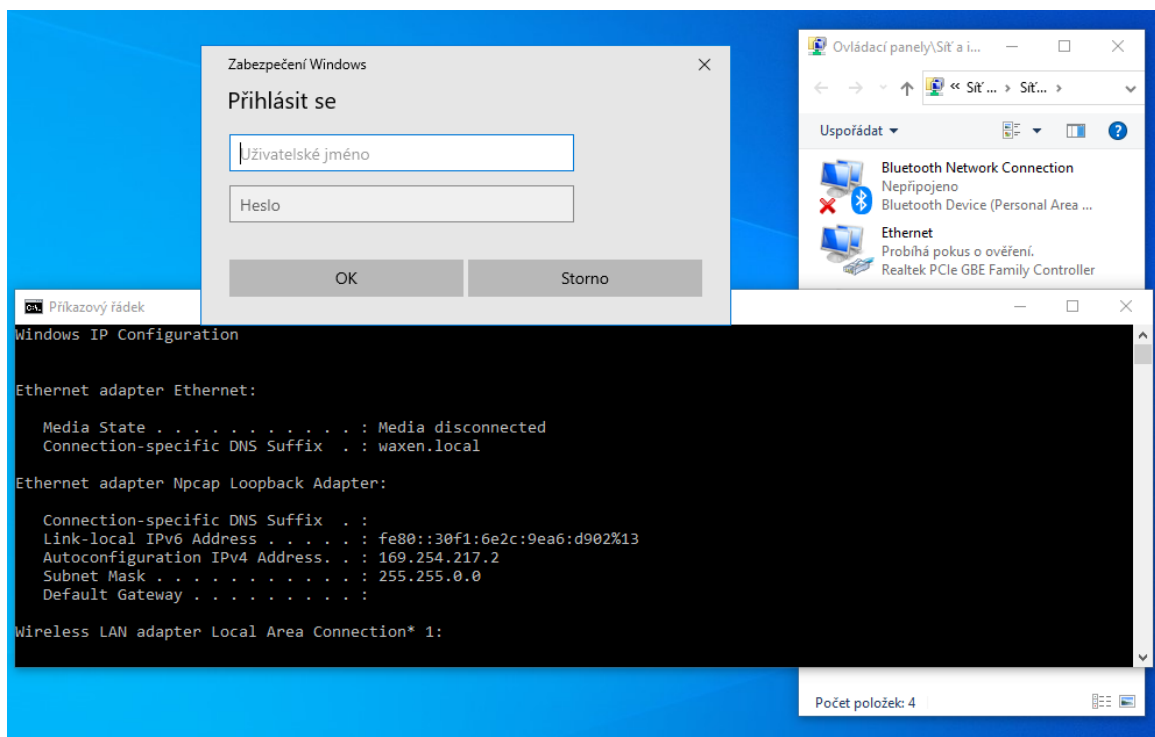 Zabezpečení Windows
Přihlásit se
Uživatelské jméno
Heslo
OK
Storno
Ovládací panely\Síť a i...
« Síť ... › Síť... ›
Uspořádat
Bluetooth Network Connection
Nepřipojeno
Bluetooth Device (Personal Area ...
Ethernet
Probíhá pokus o ověření.
Realtek PCIe GBE Family Controller
Příkazový řádek
Windows IP Configuration
Ethernet adapter Ethernet:
Media State . . . . . . . . . . . : Media disconnected
Connection-specific DNS Suffix  . : waxen.local
Ethernet adapter Npcap Loopback Adapter:
Connection-specific DNS Suffix  . :
Link-local IPv6 Address . . . . . : fe80::30f1:6e2c:9ea6:d902%13
Autoconfiguration IPv4 Address. . : 169.254.217.2
Subnet Mask . . . . . . . . . . . : 255.255.0.0
Default Gateway . . . . . . . . . :
Wireless LAN adapter Local Area Connection* 1:
Počet položek: 4